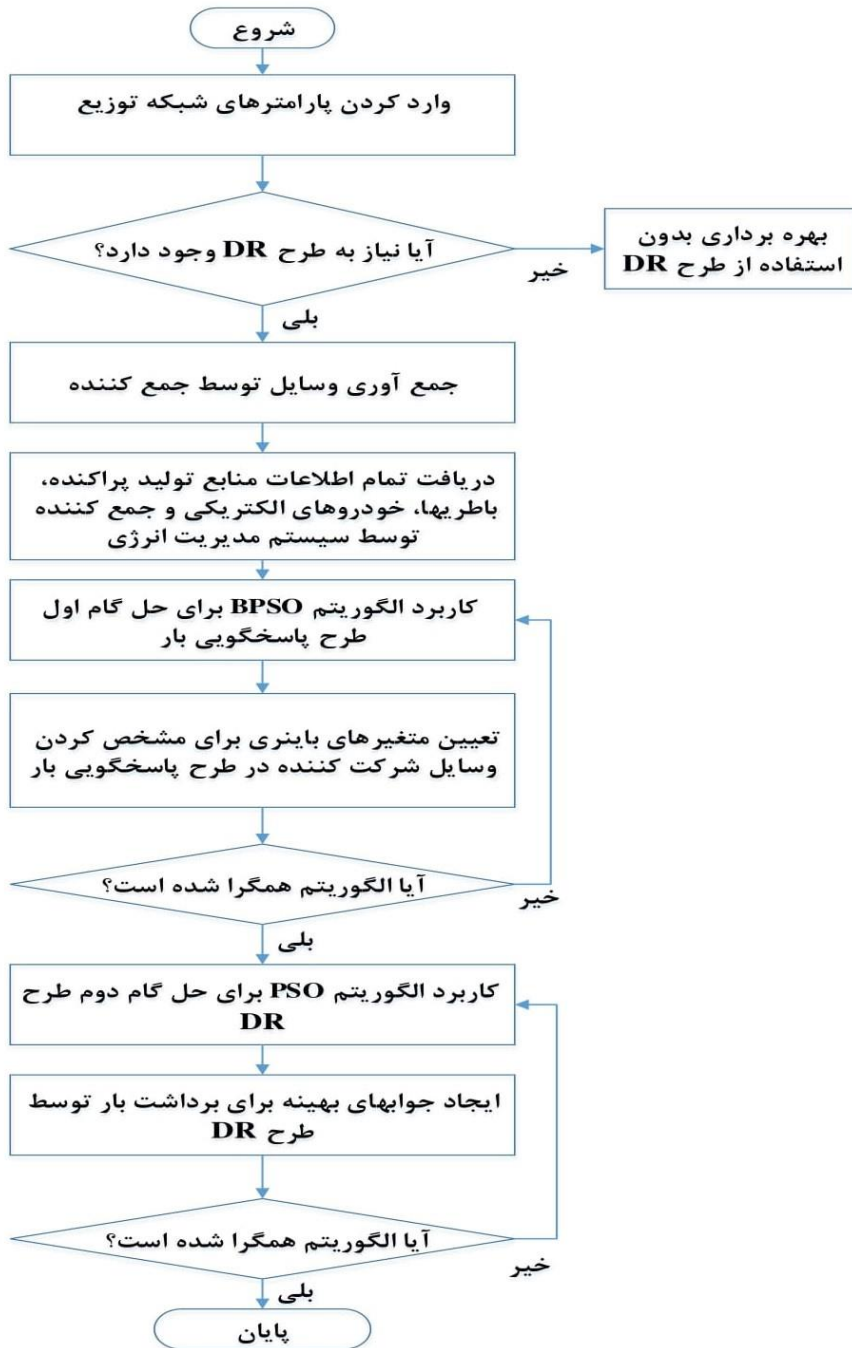 شروع
وارد کردن پارامترهای شبکه توزیع
آیا نیاز به طرح DR وجود دارد؟
خیر
بهره برداری بدون
استفاده از طرح DR
بلی
جمع آوری وسایل توسط جمع کننده
دریافت تمام اطلاعات منابع تولید پراکنده،
باطریها، خودروهای الکتریکی و جمع کننده
توسط سیستم مدیریت انرژی
کاربرد الگوریتم BPSO برای حل گام اول
طرح پاسخگویی بار
تعیین متغیرهای باینری برای مشخص کردن
وسایل شرکت کننده در طرح پاسخگویی بار
آیا الگوریتم همگرا شده است؟
خیر
بلی
کاربرد الگوریتم PSO برای حل گام دوم طرح
DR
ایجاد جوابهای بهینه برای برداشت بار توسط
طرح DR
آیا الگوریتم همگرا شده است؟
خیر
بلی
پایان